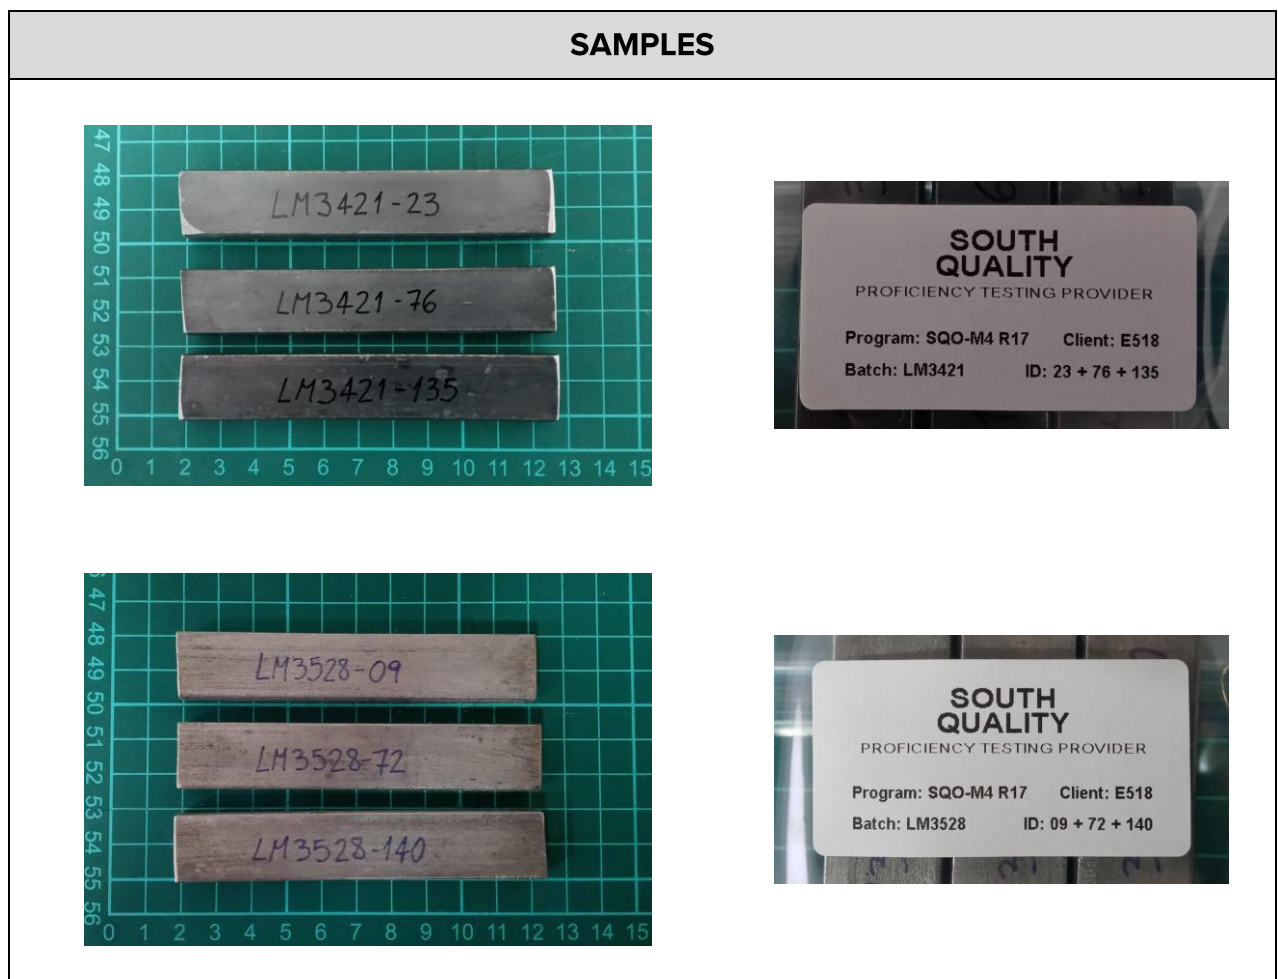 SAMPLES
47
48
49
50
51
52
53
54
55
56
0 1 2 3 4 5 6 7 8 9 10 11 12 13 14 15
LM3421-23
LM3421-76
LM3421-135
SOUTH
QUALITY
PROFICIENCY TESTING PROVIDER
Program: SQO-M4 R17 Client: E518
Batch: LM3421 ID: 23 + 76 + 135
47
48
49
50
51
52
53
54
55
56
0 1 2 3 4 5 6 7 8 9 10 11 12 13 14 15
LM3528-09
LM3528-72
LM3528-140
SOUTH
QUALITY
PROFICIENCY TESTING PROVIDER
Program: SQO-M4 R17 Client: E518
Batch: LM3528 ID: 09 + 72 + 140